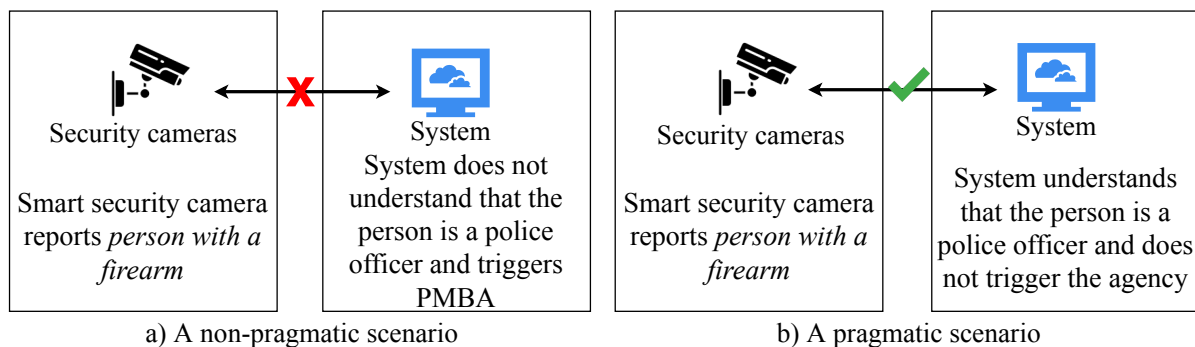 Security cameras
Smart security camera
reports person with a
firearm
X
System
System does not
understand that the
person is a police
officer and triggers
PMBA
a) A non-pragmatic scenario
Security cameras
Smart security camera
reports person with a
firearm
System
System understands
that the person is a
police officer and does
not trigger the agency
b) A pragmatic scenario